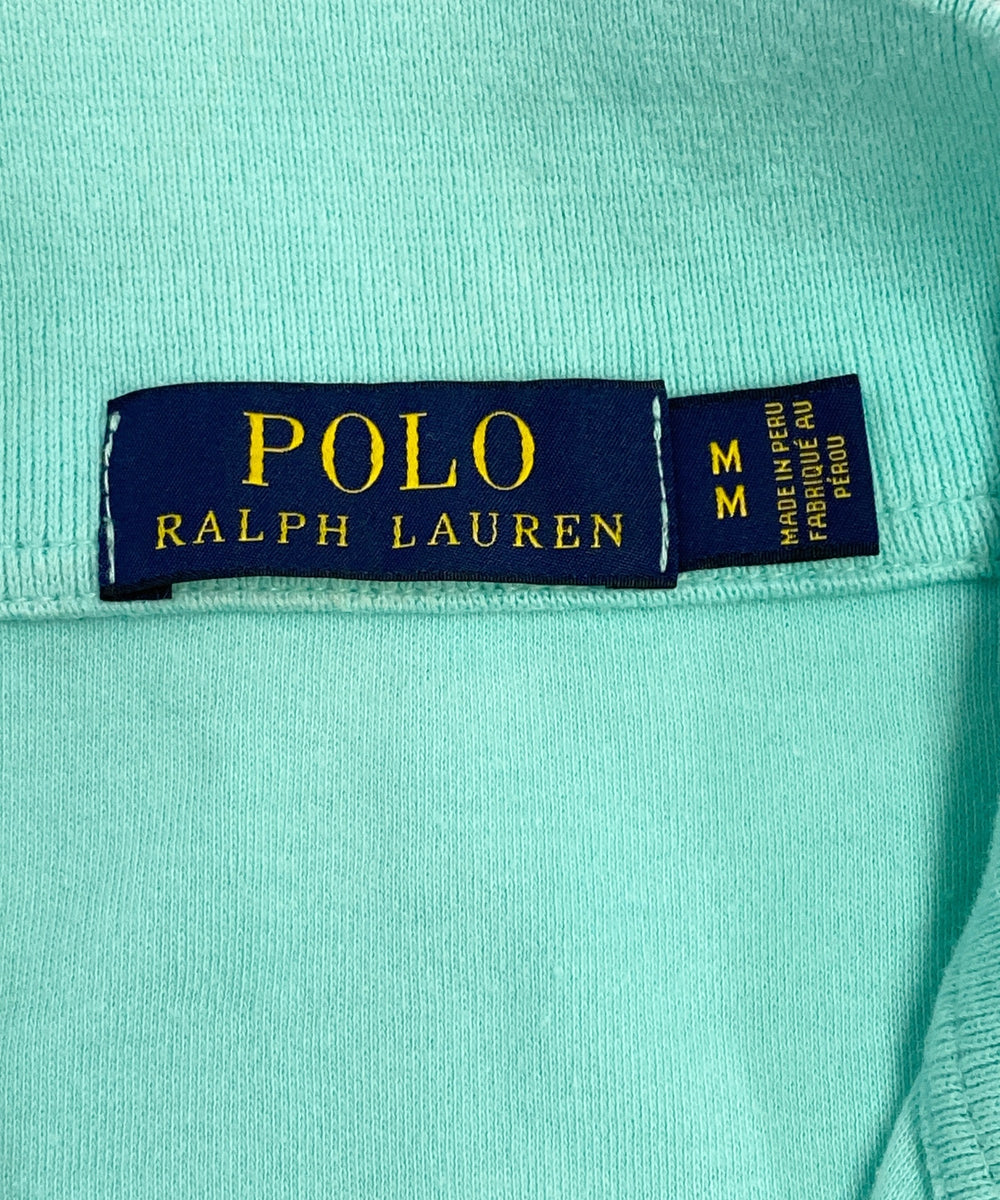 POLO
RALPH LAUREN
M
M
MADE IN PERU
FABRIQUÉ AU
PÉROU